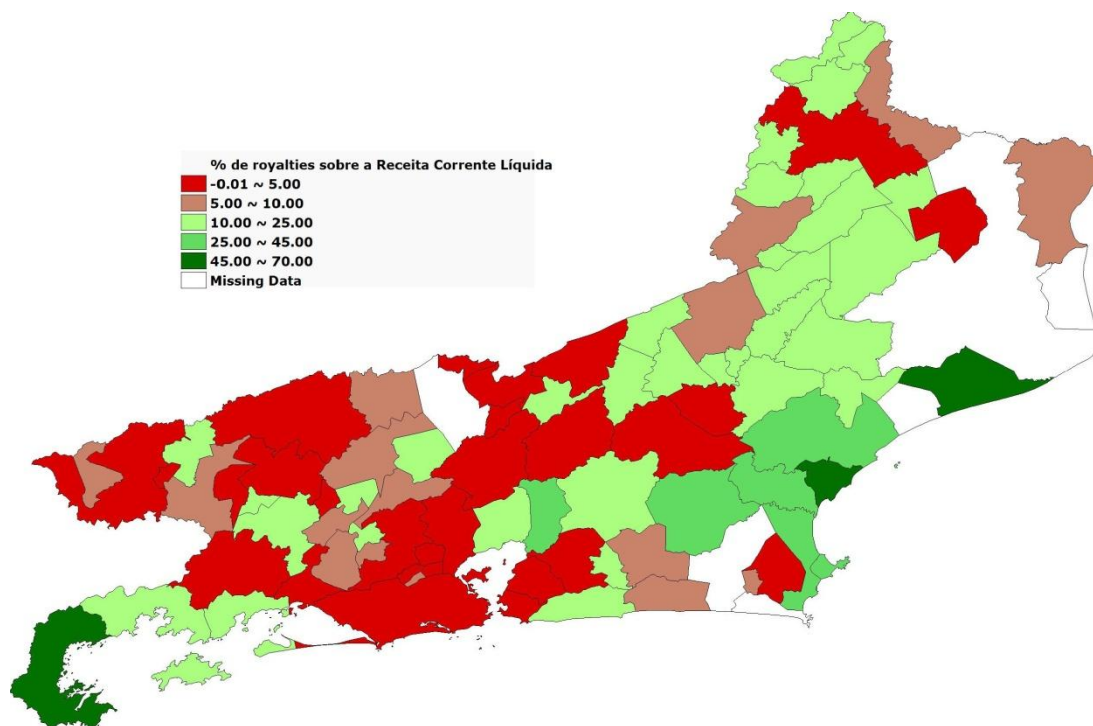 % de royalties sobre a Receita Corrente Líquida
-0.01 ~ 5.00
5.00 ~ 10.00
10.00 ~ 25.00
25.00 ~ 45.00
45.00 ~ 70.00
Missing Data